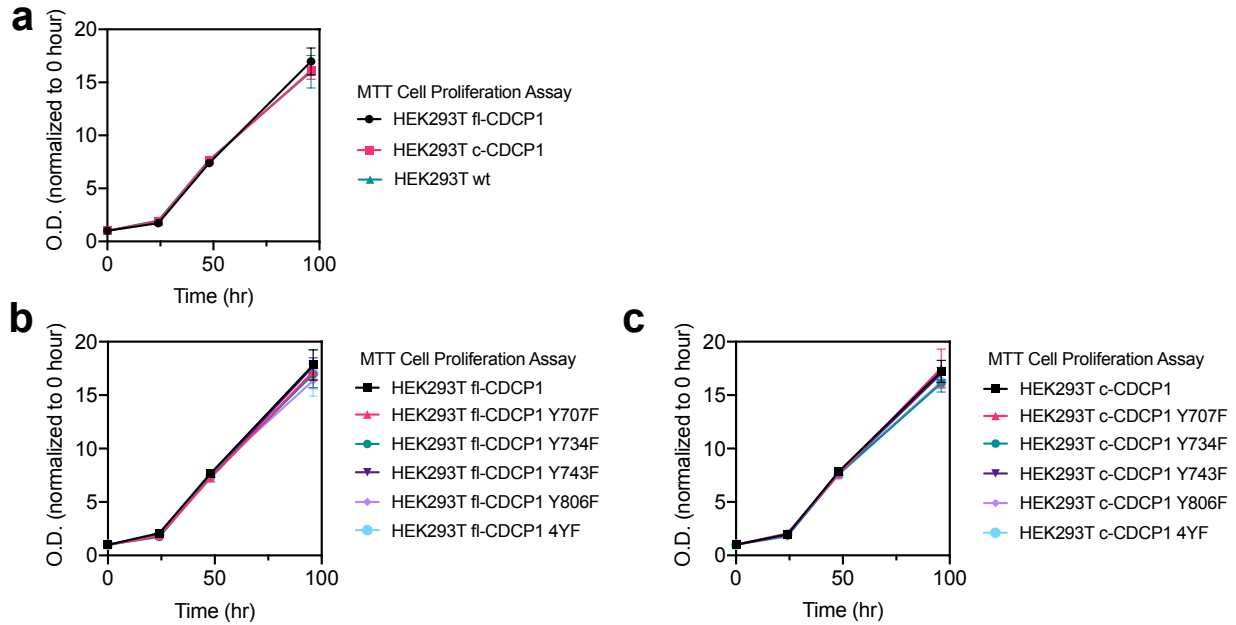 a
20
15
10
5
0
O.D. (normalized to 0 hour)
0 50 100
Time (hr)
MTT Cell Proliferation Assay
HEK293T fl-CDCP1
HEK293T c-CDCP1
HEK293T wt
b
20
15
10
5
0
O.D. (normalized to 0 hour)
0 50 100
Time (hr)
MTT Cell Proliferation Assay
HEK293T fl-CDCP1
HEK293T fl-CDCP1 Y707F
HEK293T fl-CDCP1 Y734F
HEK293T fl-CDCP1 Y743F
HEK293T fl-CDCP1 Y806F
HEK293T fl-CDCP1 4YF
c
20
15
10
5
0
O.D. (normalized to 0 hour)
0 50 100
Time (hr)
MTT Cell Proliferation Assay
HEK293T c-CDCP1
HEK293T c-CDCP1 Y707F
HEK293T c-CDCP1 Y734F
HEK293T c-CDCP1 Y743F
HEK293T c-CDCP1 Y806F
HEK293T c-CDCP1 4YF